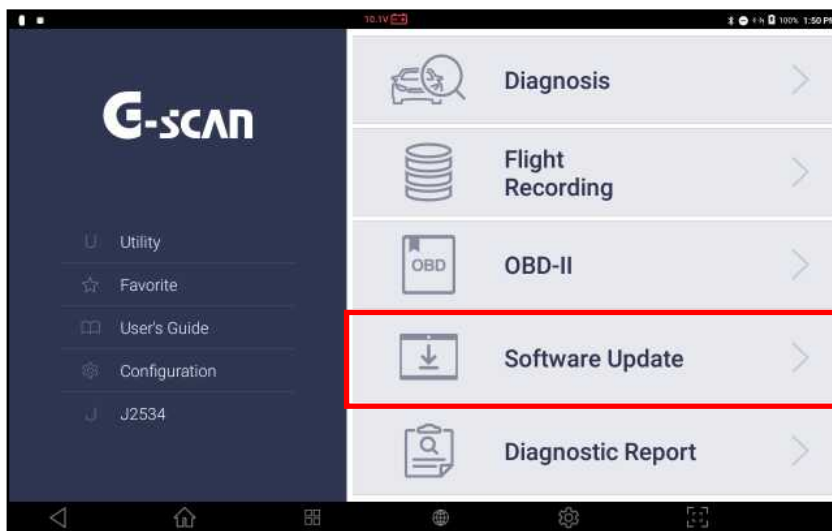 10.1V
100% 1:50 PM
G-scan
U Utility
Favorite
User's Guide
Configuration
J J2534
Diagnosis
Flight
Recording
OBD
OBD-II
Software Update
Diagnostic Report